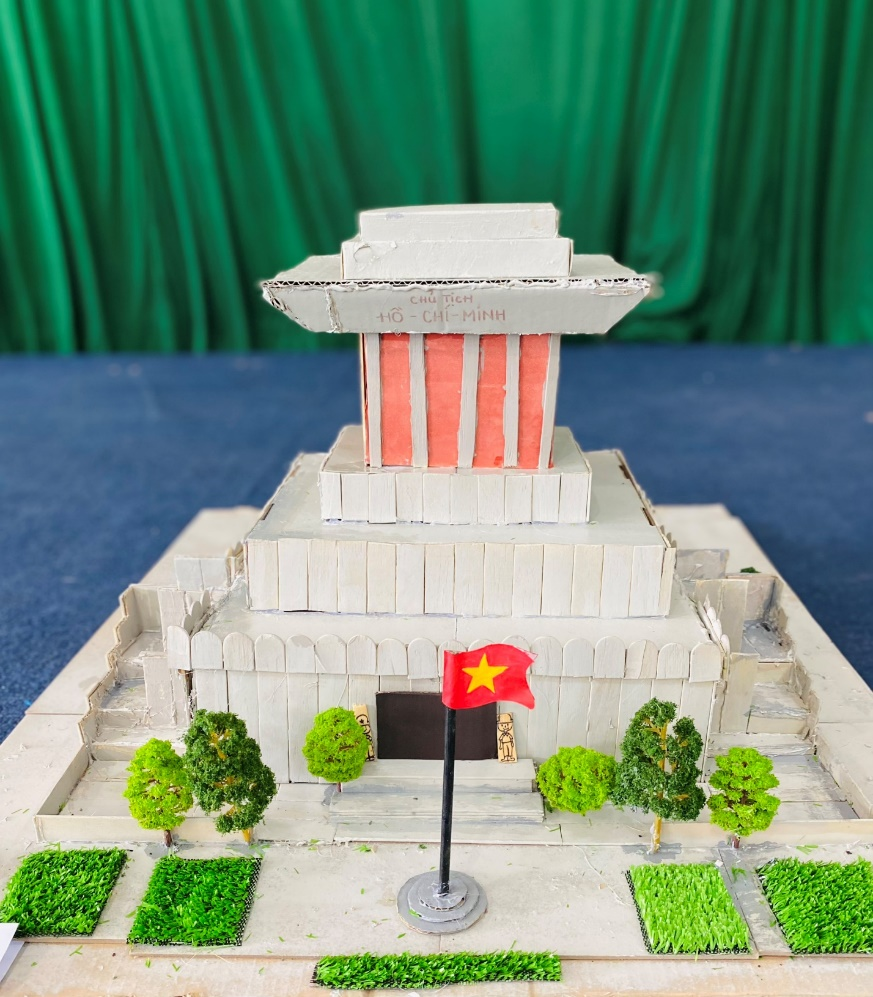 CHỦ TỊCH
HỒ - CHÍ - MINH